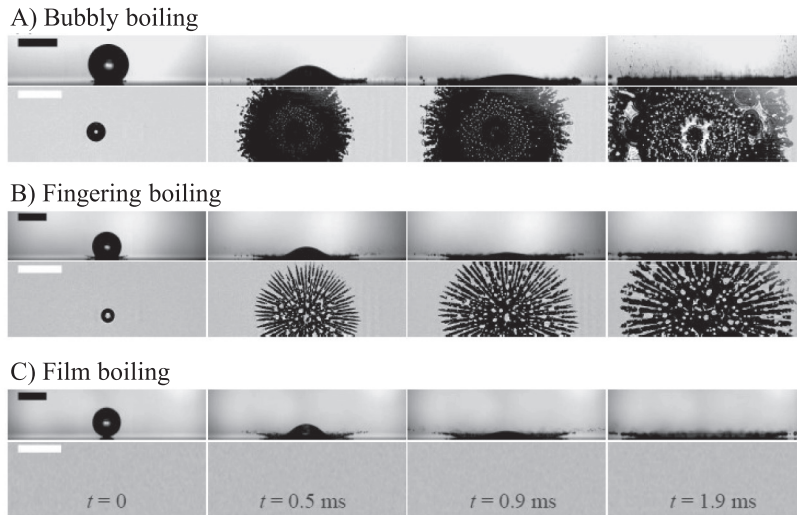 A) Bubbly boiling
B) Fingering boiling
C) Film boiling
t = 0
t = 0.5 ms
t = 0.9 ms
t = 1.9 ms